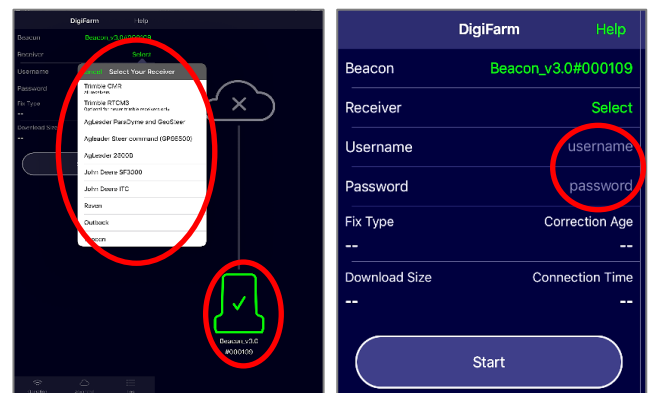 DigiFarm Help
Beacon Beacon_v3.0#000109
Receiver Select
Username
Password
Fix Type
--
Download Size
--
Cancel Select Your Receiver
Trimble CMR
Trimble RTCM3
AgLeader ParaDyme and GeoSteer
AgLeader Steer command (GPS6500)
AgLeader 2500B
John Deere SF3000
John Deere ITC
Raven
Outback
Beacon_v3.0
#000109
DigiFarm Help
Beacon Beacon_v3.0#000109
Receiver Select
Username username
Password password
Fix Type Correction Age
-- --
Download Size Connection Time
-- --
Start